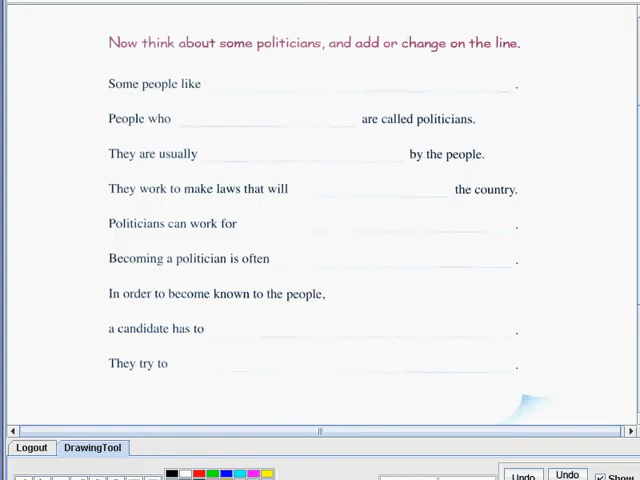 Now think about some politicians, and add or change on the line.
Some people like .
People who are called politicians.
They are usually by the people.
They work to make laws that will the country.
Politicians can work for .
Becoming a politician is often .
In order to become known to the people,
a candidate has to .
They try to .
Logout DrawingTool
Undo Undo Show